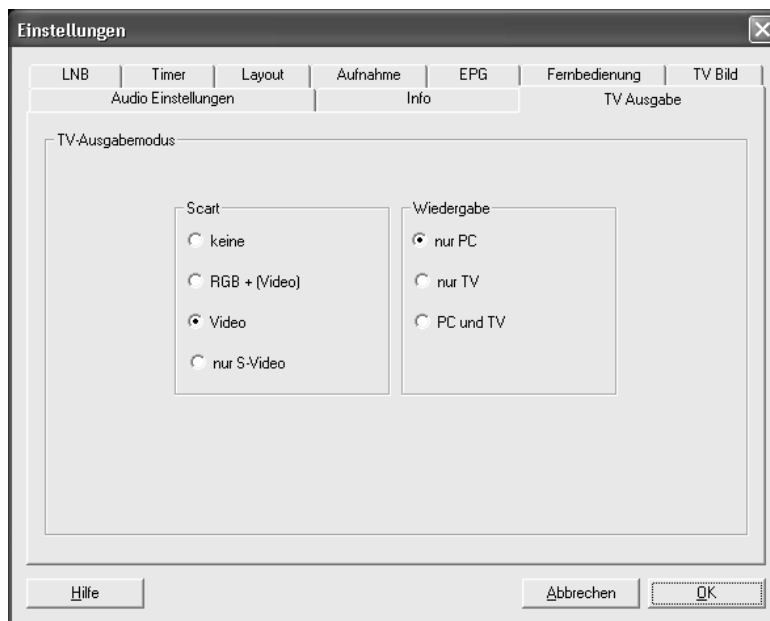 Einstellungen
LNB Timer Layout Aufnahme EPG Fernbedienung TV Bild
Audio Einstellungen Info TV Ausgabe
TV-Ausgabemodus
Scart Wiedergabe
keine nur PC
RGB + (Video) nur TV
Video PC und TV
nur S-Video
Hilfe Abbrechen OK